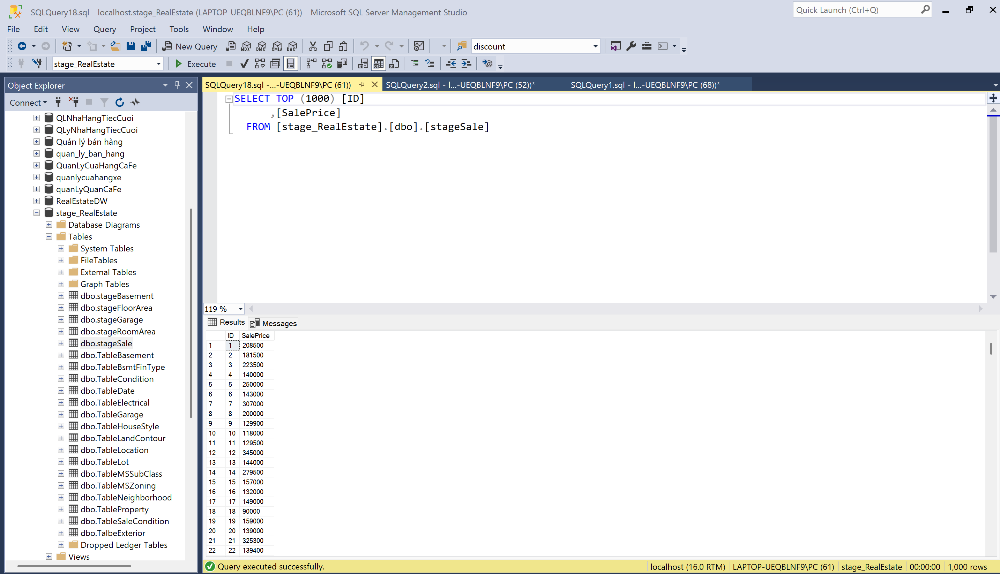 SQLQuery18.sql - localhost.stage_RealEstate (LAPTOP-UEQBLNF9\PC (61)) - Microsoft SQL Server Management Studio
Quick Launch (Ctrl+Q)
File Edit View Query Project Tools Window Help
New Query MDX DMX XMLA DAX discount
stage_RealEstate Execute
Object Explorer
Connect
QLNhaHangTiecCuoi
QLyNhaHangTiecCuoi
Quản lý bán hàng
quan_ly_ban_hang
QuanLyCuaHangCaFe
quanlycuahangxe
quanLyQuanCaFe
RealEstateDW
stage_RealEstate
Database Diagrams
Tables
System Tables
FileTables
External Tables
Graph Tables
dbo.stageBasement
dbo.stageFloorArea
dbo.stageGarage
dbo.stageRoomArea
dbo.stageSale
dbo.TableBasement
dbo.TableBsmtFinType
dbo.TableCondition
dbo.TableDate
dbo.TableElectrical
dbo.TableGarage
dbo.TableHouseStyle
dbo.TableLandContour
dbo.TableLocation
dbo.TableLot
dbo.TableMSSubClass
dbo.TableMSZoning
dbo.TableNeighborhood
dbo.TableProperty
dbo.TableSaleCondition
dbo.TalbeExterior
Dropped Ledger Tables
Views
SQLQuery18.sql -...-UEQBLNF9\PC (61)) SQLQuery2.sql - l...-UEQBLNF9\PC (52))* SQLQuery1.sql - l...-UEQBLNF9\PC (68))*
SELECT TOP (1000) [ID]
,[SalePrice]
FROM [stage_RealEstate].[dbo].[stageSale]
119 %
Results Messages
ID SalePrice
1 1 208500
2 2 181500
3 3 223500
4 4 140000
5 5 250000
6 6 143000
7 7 307000
8 8 200000
9 9 129900
10 10 118000
11 11 129500
12 12 345000
13 13 144000
14 14 279500
15 15 157000
16 16 132000
17 17 149000
18 18 90000
19 19 159000
20 20 139000
21 21 325300
22 22 139400
Query executed successfully. localhost (16.0 RTM) LAPTOP-UEQBLNF9\PC (61) stage_RealEstate 00:00:00 1,000 rows